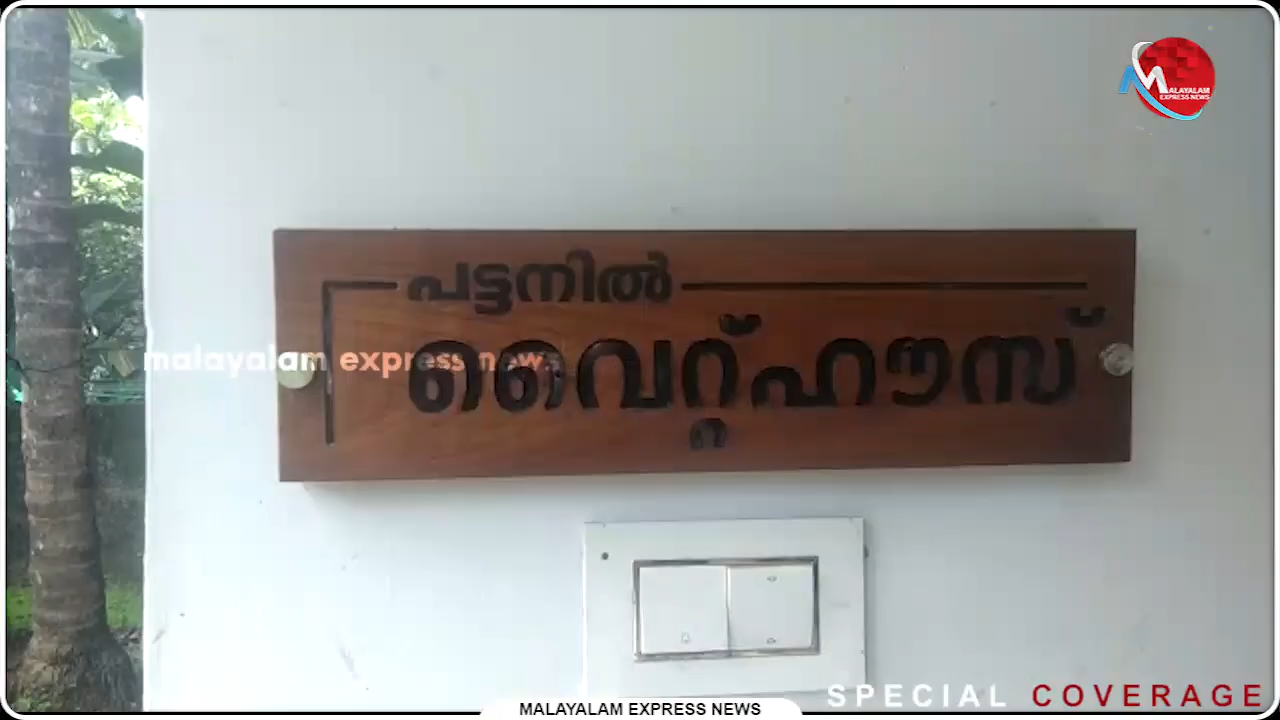 MALAYALAM
EXPRESS NEWS
പട്ടനിൽ
വൈറ്റ്ഹൗസ്
malayalam express news
SPECIAL COVERAGE
MALAYALAM EXPRESS NEWS